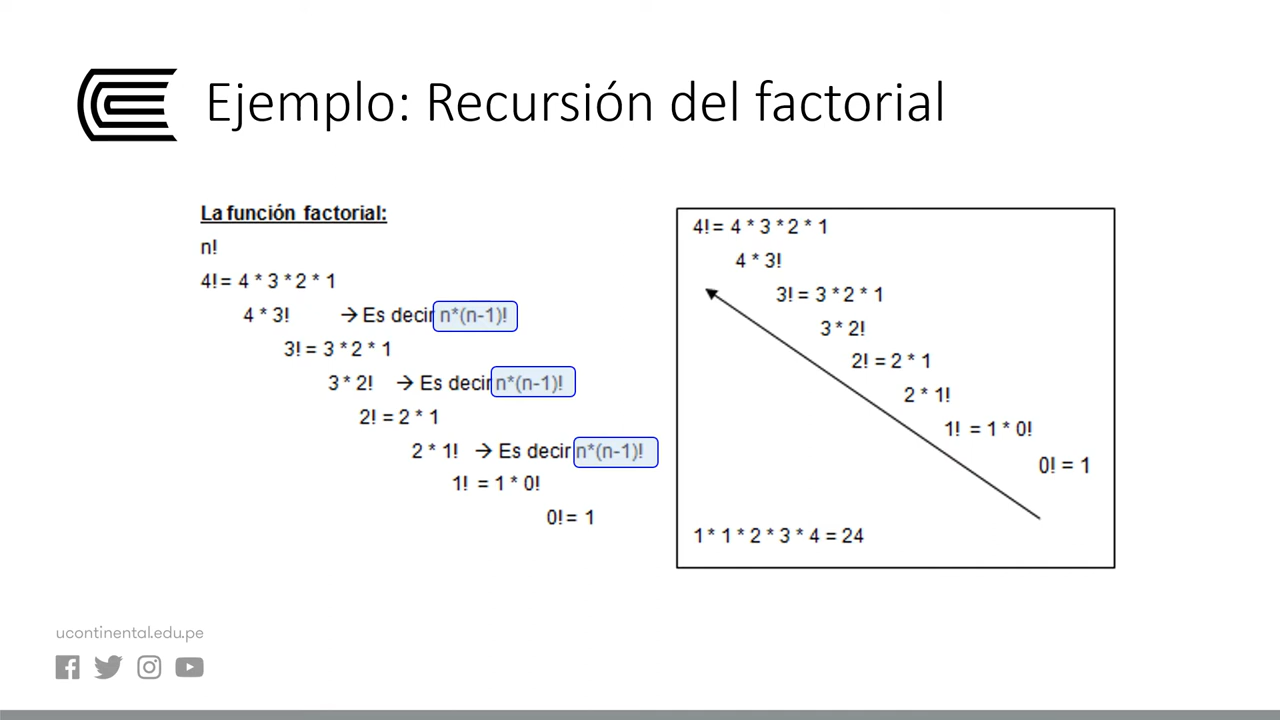 Ejemplo: Recursión del factorial
La función factorial:
n!
4! = 4 * 3 * 2 * 1
4 * 3! → Es decir n*(n-1)!
3! = 3 * 2 * 1
3 * 2! → Es decir n*(n-1)!
2! = 2 * 1
2 * 1! → Es decir n*(n-1)!
1! = 1 * 0!
0! = 1
4! = 4 * 3 * 2 * 1
4 * 3!
3! = 3 * 2 * 1
3 * 2!
2! = 2 * 1
2 * 1!
1! = 1 * 0!
0! = 1
1 * 1 * 2 * 3 * 4 = 24
ucontinental.edu.pe